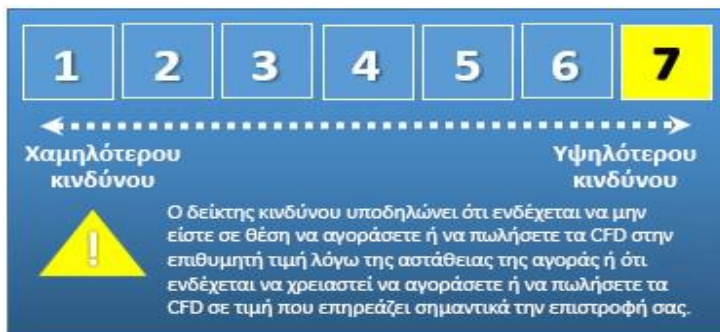 1 2 3 4 5 6 7
Χαμηλότερου Υψηλότερου
κινδύνου κινδύνου
!
Ο δείκτης κινδύνου υποδηλώνει ότι ενδέχεται να μην
είστε σε θέση να αγοράσετε ή να πωλήσετε τα CFD στην
επιθυμητή τιμή λόγω της αστάθειας της αγοράς ή ότι
ενδέχεται να χρειαστεί να αγοράσετε ή να πωλήσετε τα
CFD σε τιμή που επηρεάζει σημαντικά την επιστροφή σας.